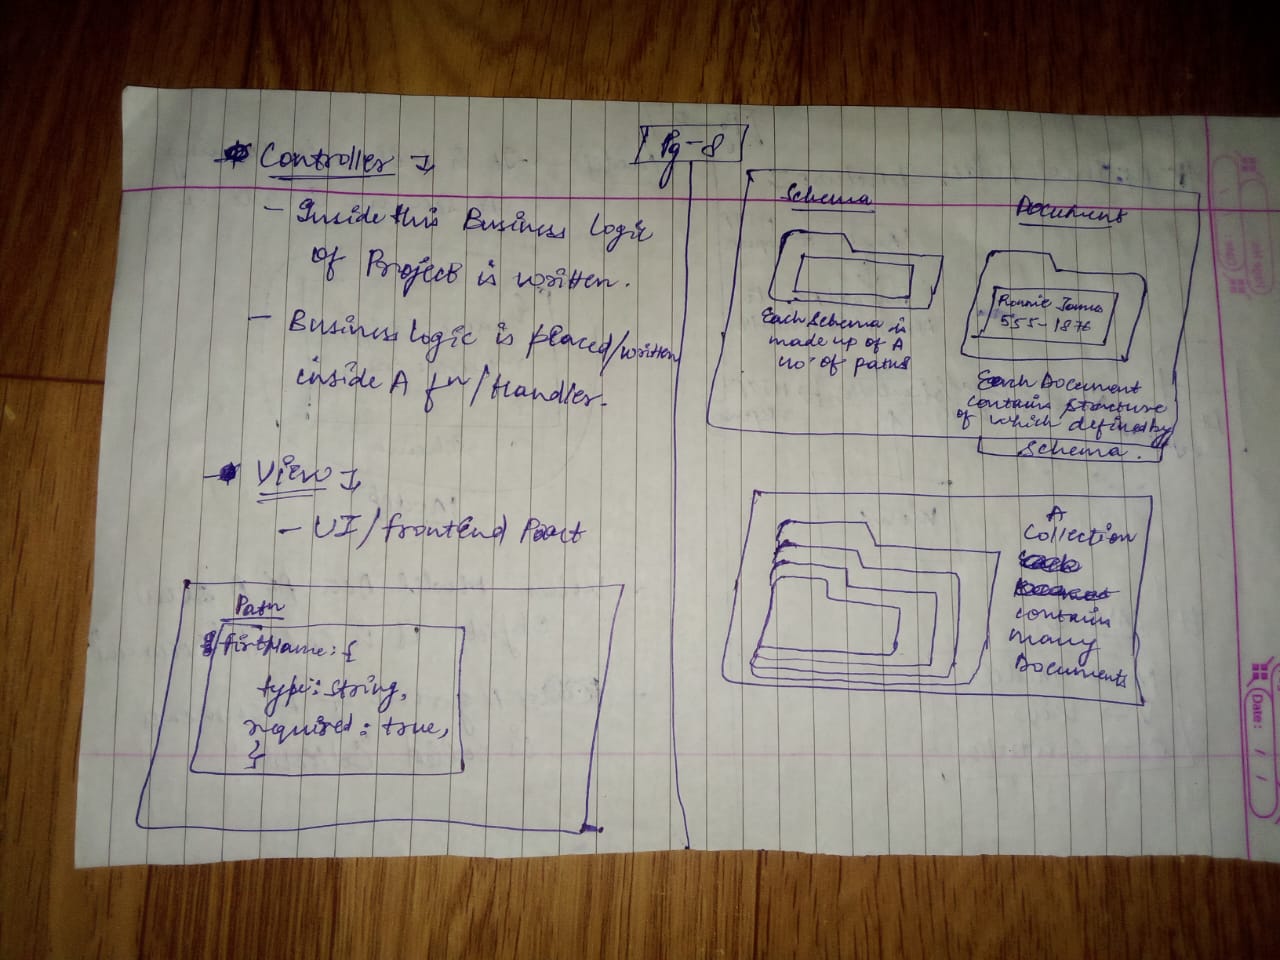 Pg-8
* Controller →
- Inside this Business Logic
of Project is written.
- Business Logic is placed/written
inside A fn/Handler.
* View →
- UI/frontend Part
Path
firstName: {
type: string,
required: true,
}
Schema
Each Schema is
made up of A
no. of paths
Document
Ronnie James
555-1876
Each Document
contains structure
of which defined by
Schema.
A
Collection
contain
many
Documents
Date: / /